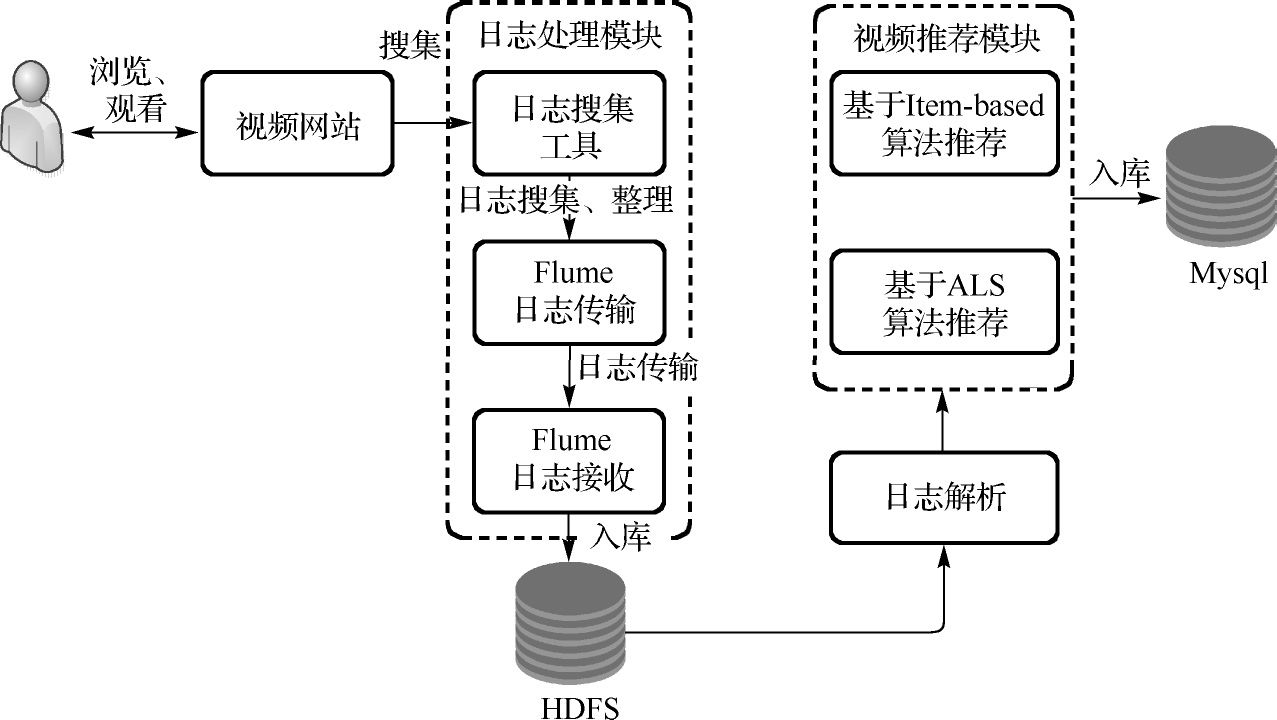 浏览、
观看
视频网站
搜集
日志处理模块
日志搜集
工具
日志搜集、整理
Flume
日志传输
日志传输
Flume
日志接收
入库
HDFS
日志解析
视频推荐模块
基于Item-based
算法推荐
基于ALS
算法推荐
入库
Mysql